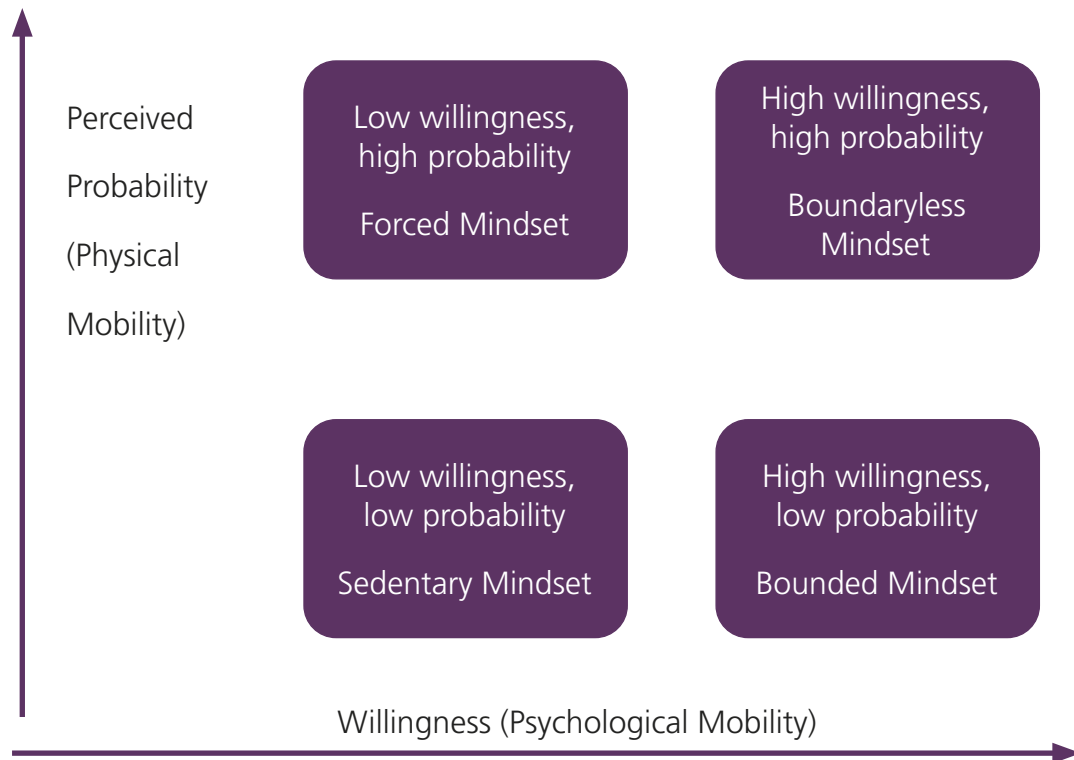 Perceived
Probability
(Physical
Mobility)
Low willingness,
high probability
Forced Mindset
High willingness,
high probability
Boundaryless
Mindset
Low willingness,
low probability
Sedentary Mindset
High willingness,
low probability
Bounded Mindset
Willingness (Psychological Mobility)